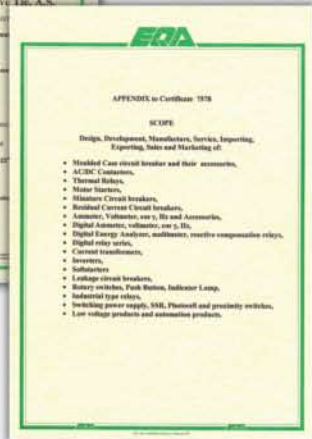 EQA
APPENDIX to Certificate 7878
SCOPE
Design, Development, Manufacture, Service, Importing,
Exporting, Sales and Marketing of:
• Moulded Case circuit breaker and their accessories,
• AC/DC Contactors,
• Thermal Relays,
• Motor Starters,
• Minature Circuit breakers,
• Residual Current Circuit breakers,
• Ammeter, Voltmeter, cos y, Hz and Accessories,
• Digital Ammeter, voltmeter, cos y, Hz,
• Digital Energy Analyzer, multimeter, reactive compensation relays,
• Digital relay series,
• Current transformers,
• Inverters,
• Softstarters
• Leakage circuit breakers,
• Rotary switches, Push Button, Indicator Lamp,
• Industrial type relays,
• Switching power supply, SSR, Photocell and proximity switches,
• Low voltage products and automation products.